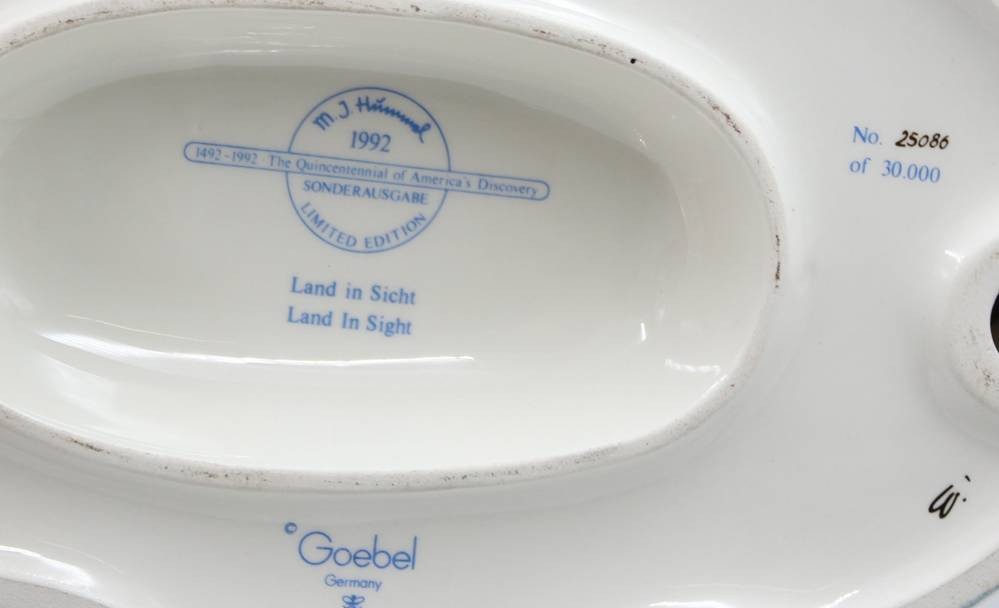 M. J. Hummel
1992
1492-1992 The Quincentennial of America's Discovery
SONDERAUSGABE
LIMITED EDITION
Land in Sicht
Land In Sight
No. 25086
of 30.000
© Goebel
Germany